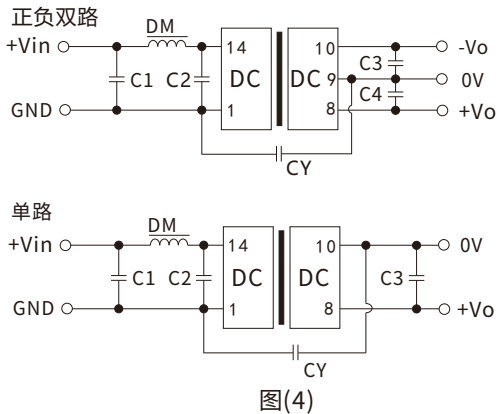 正负双路
DM
+Vin 14 10 -Vo
C1 C2 DC DC 9 C3 0V
C4
GND 1 8 +Vo
CY
单路
DM
+Vin 14 10 0V
C1 C2 DC DC C3
GND 1 8 +Vo
CY
图(4)